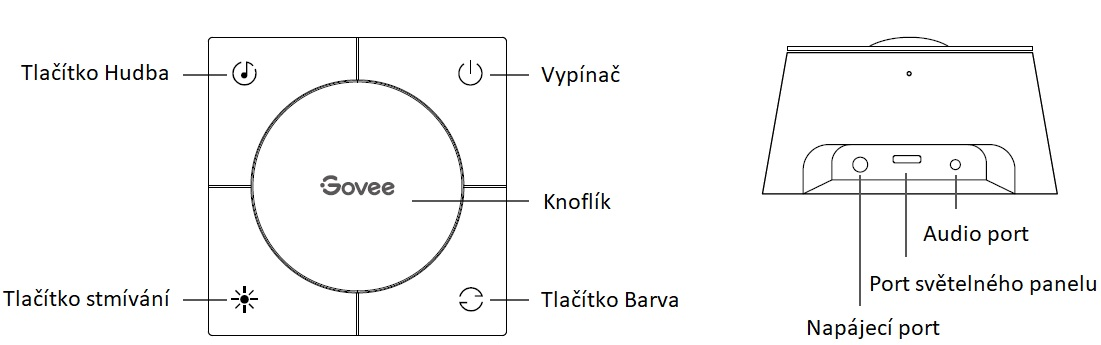 Tlačítko Hudba
Vypínač
Govee
Knoflík
Tlačítko stmívání
Tlačítko Barva
Audio port
Port světelného panelu
Napájecí port